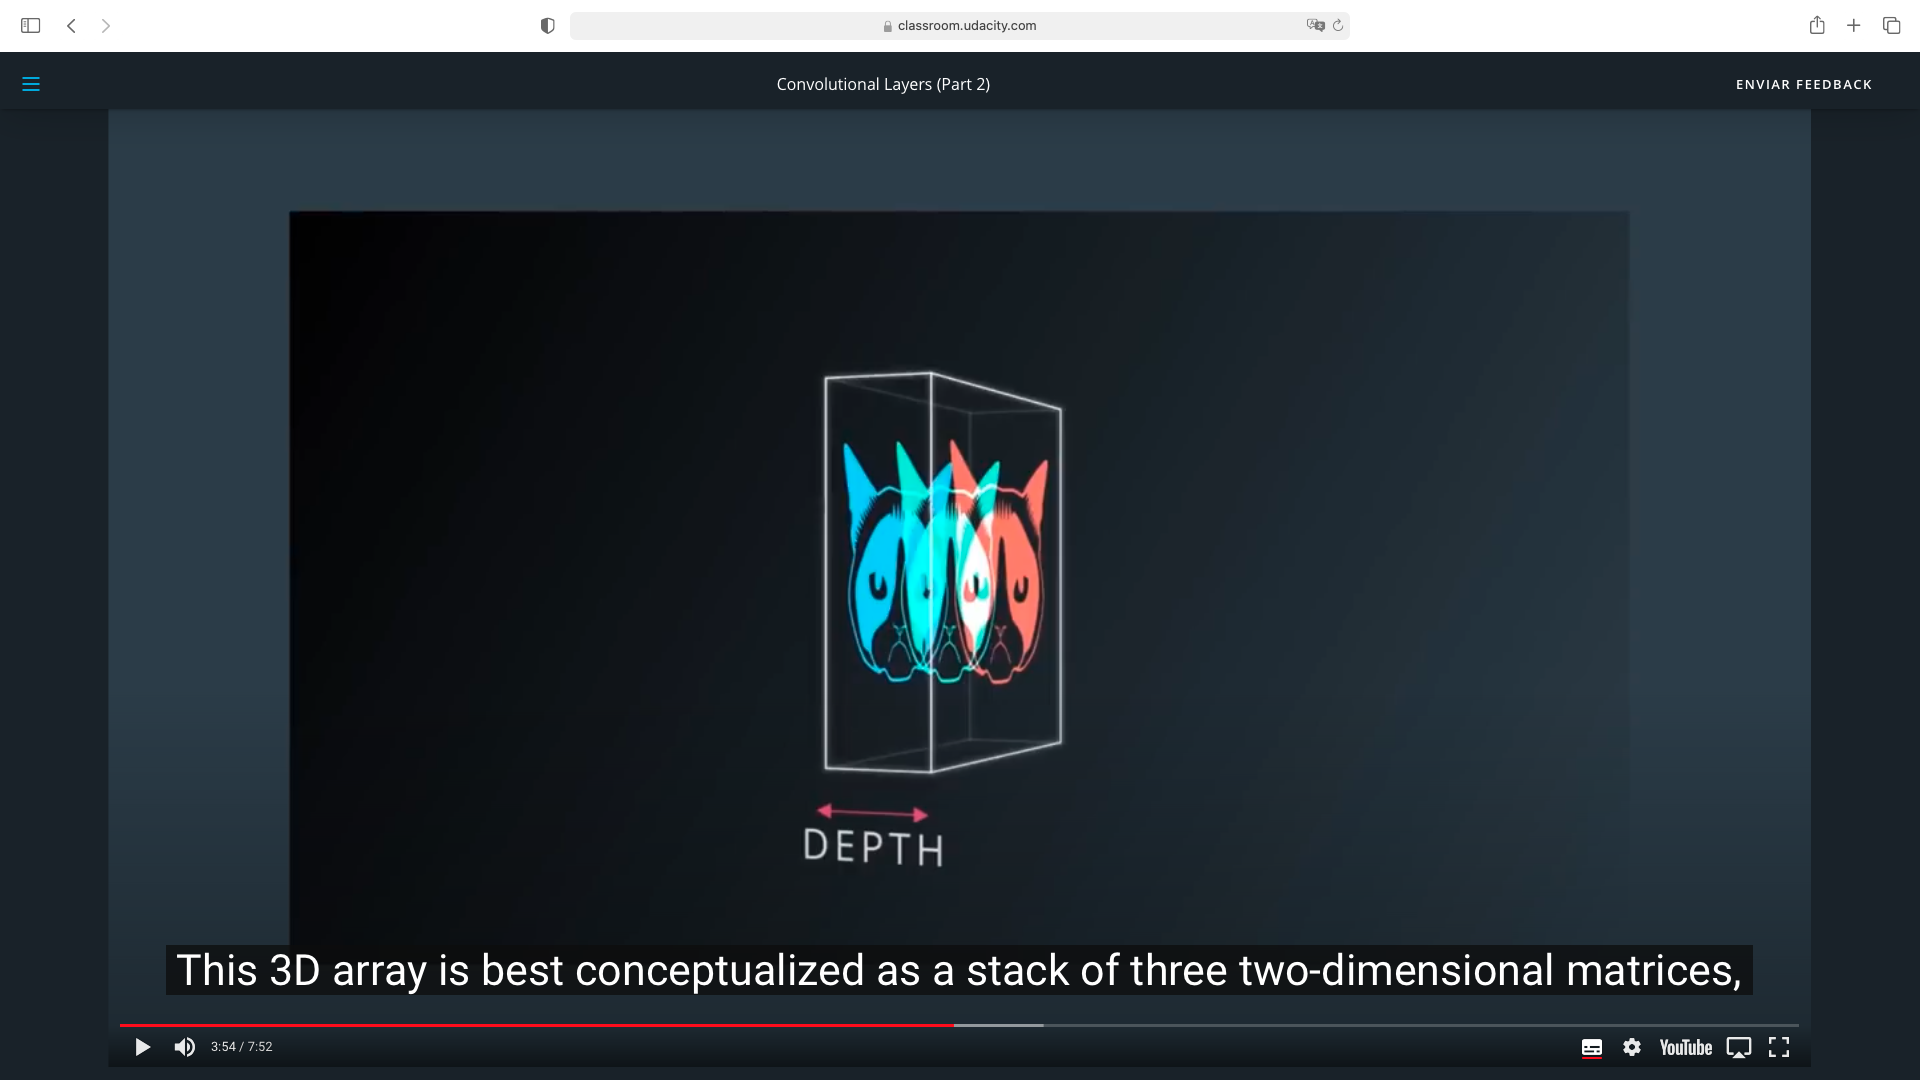 classroom.udacity.com
Convolutional Layers (Part 2)
ENVIAR FEEDBACK
DEPTH
This 3D array is best conceptualized as a stack of three two-dimensional matrices,
3:54 / 7:52
YouTube